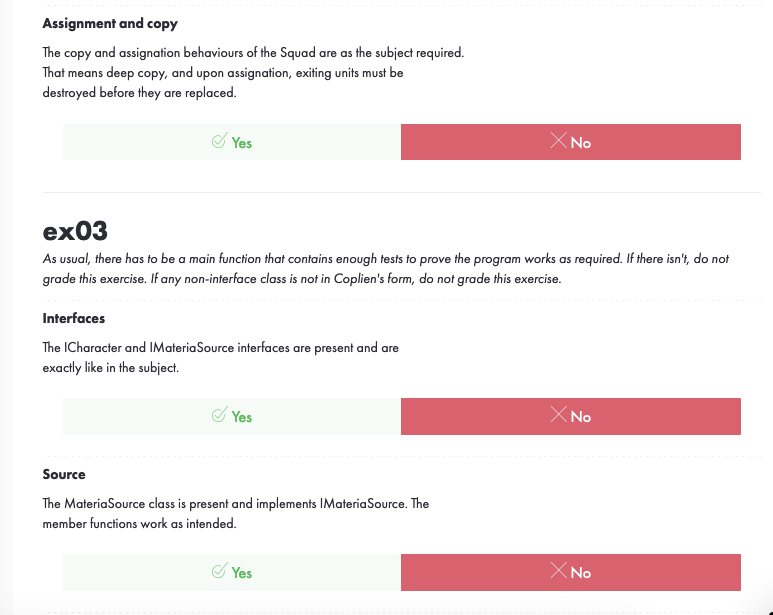 Assignment and copy
The copy and assignation behaviours of the Squad are as the subject required.
That means deep copy, and upon assignation, exiting units must be
destroyed before they are replaced.
Yes
No
ex03
As usual, there has to be a main function that contains enough tests to prove the program works as required. If there isn't, do not
grade this exercise. If any non-interface class is not in Coplien's form, do not grade this exercise.
Interfaces
The ICharacter and IMateriaSource interfaces are present and are
exactly like in the subject.
Yes
No
Source
The MateriaSource class is present and implements IMateriaSource. The
member functions work as intended.
Yes
No